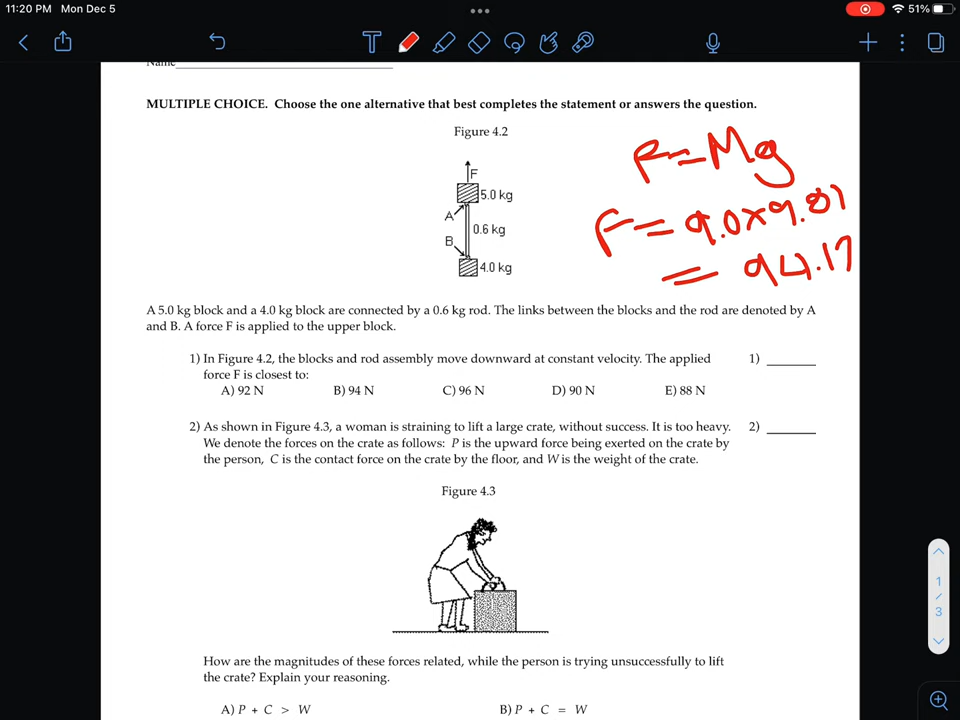 11:20 PM Mon Dec 5
51%
T
Name
MULTIPLE CHOICE. Choose the one alternative that best completes the statement or answers the question.
Figure 4.2
F
5.0 kg
A
0.6 kg
B
4.0 kg
F = Mg
F = 9.0×9.81
= 94.17
A 5.0 kg block and a 4.0 kg block are connected by a 0.6 kg rod. The links between the blocks and the rod are denoted by A
and B. A force F is applied to the upper block.
1) In Figure 4.2, the blocks and rod assembly move downward at constant velocity. The applied 1)
force F is closest to:
A) 92 N B) 94 N C) 96 N D) 90 N E) 88 N
2) As shown in Figure 4.3, a woman is straining to lift a large crate, without success. It is too heavy. 2)
We denote the forces on the crate as follows: P is the upward force being exerted on the crate by
the person, C is the contact force on the crate by the floor, and W is the weight of the crate.
Figure 4.3
How are the magnitudes of these forces related, while the person is trying unsuccessfully to lift
the crate? Explain your reasoning.
A) P + C > W B) P + C = W
1
/
3